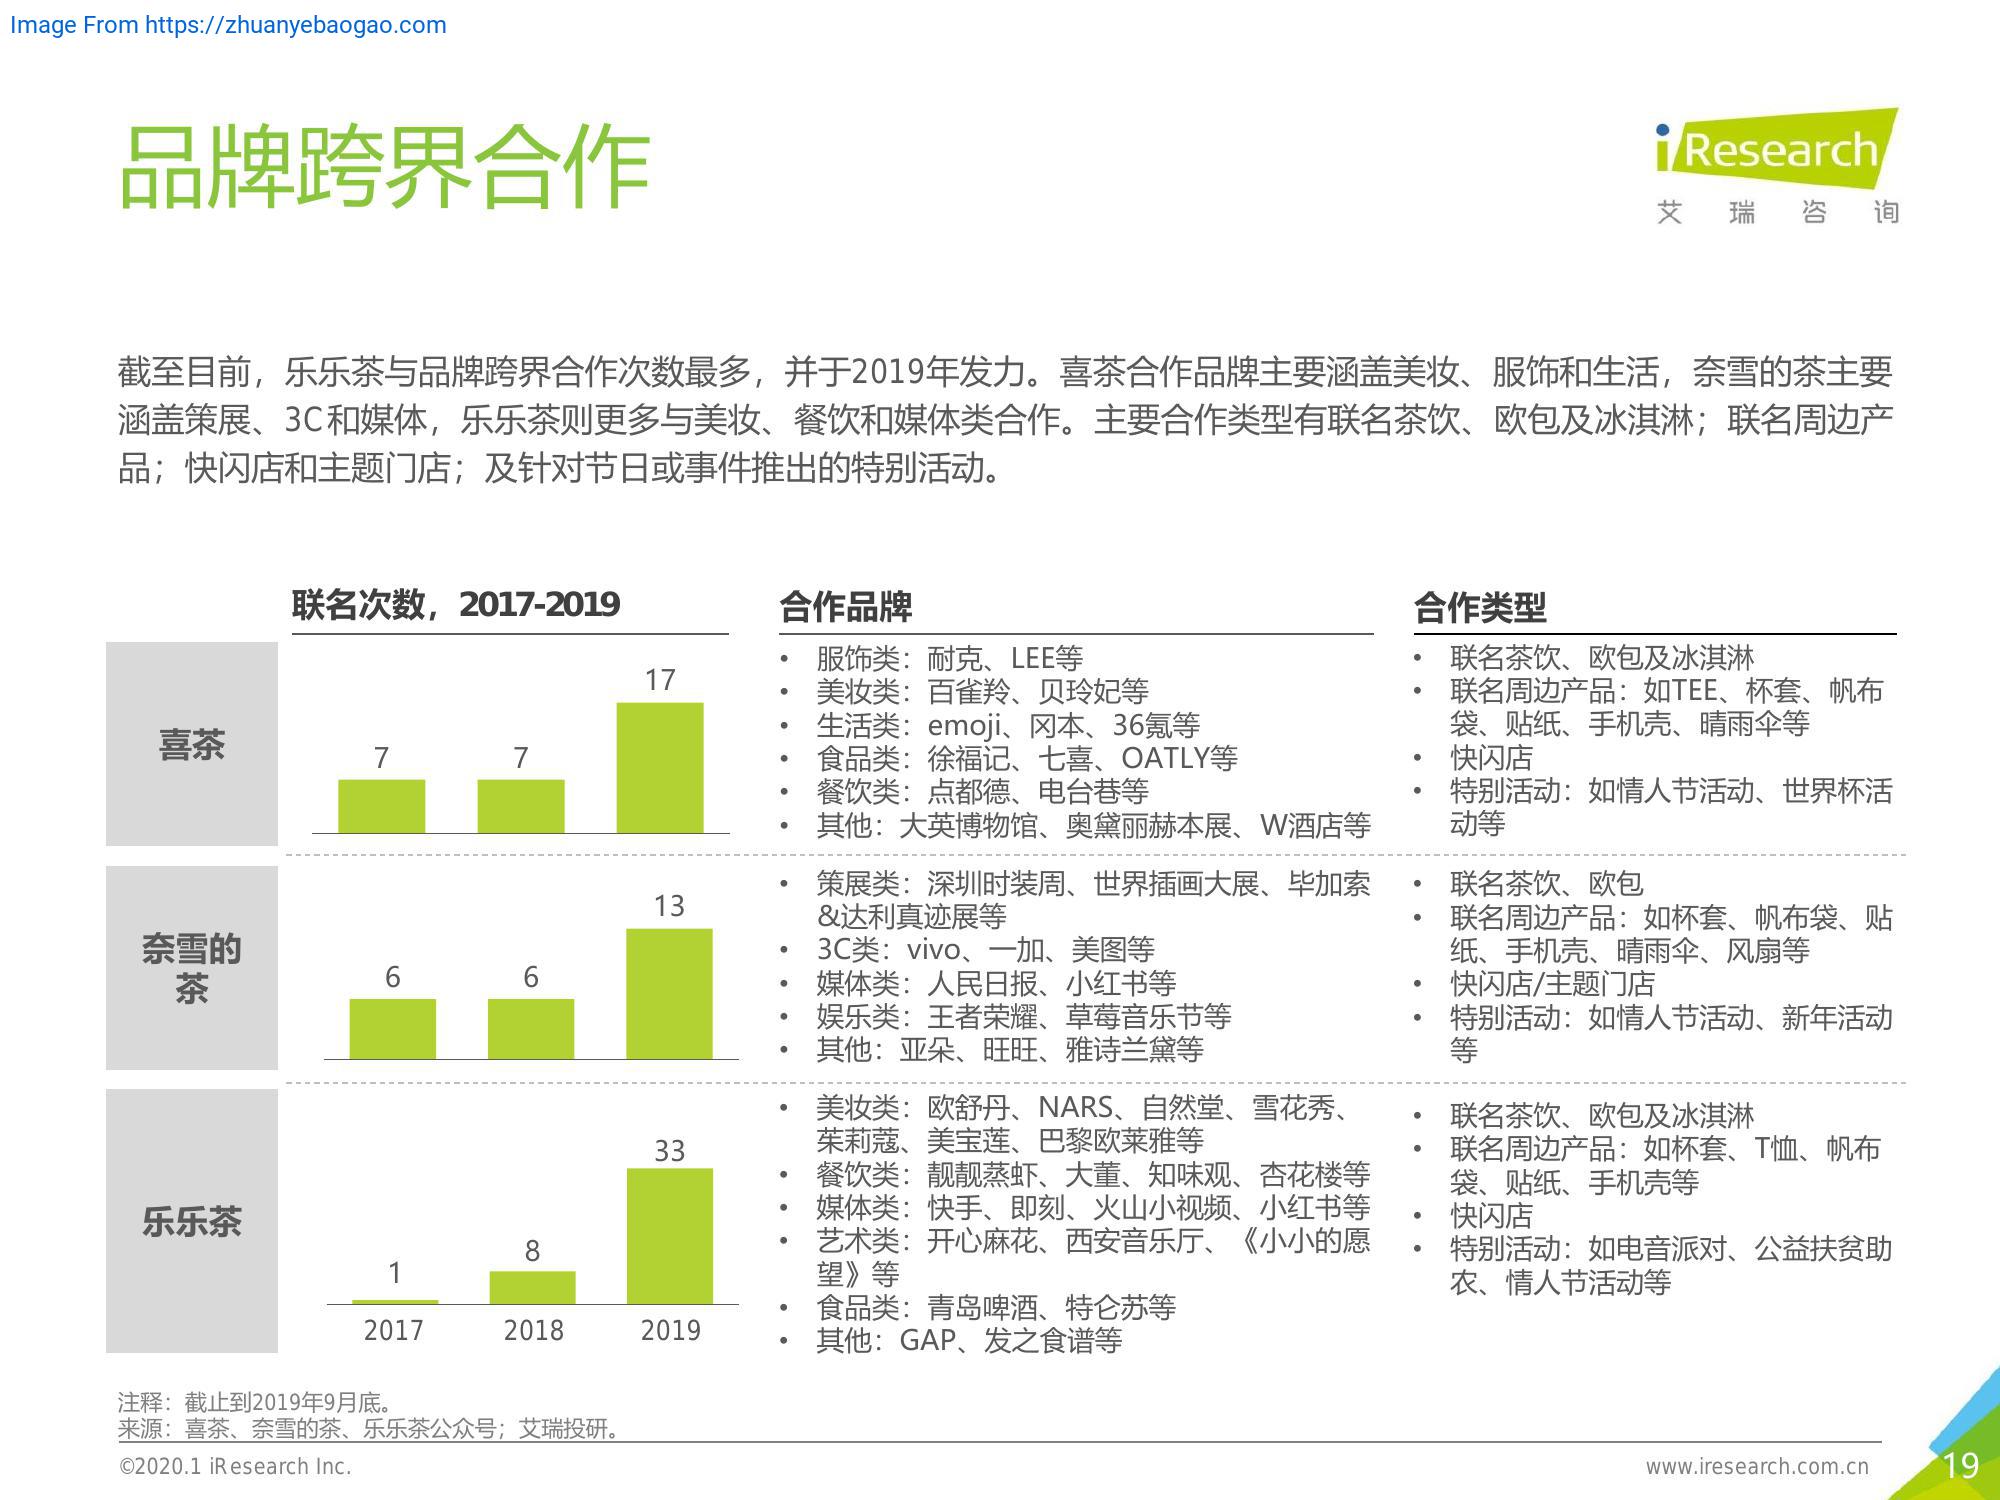 Image From https://zhuanyebaogao.com
品牌跨界合作
iResearch
艾瑞咨询
截至目前，乐乐茶与品牌跨界合作次数最多，并于2019年发力。喜茶合作品牌主要涵盖美妆、服饰和生活，奈雪的茶主要
涵盖策展、3C和媒体，乐乐茶则更多与美妆、餐饮和媒体类合作。主要合作类型有联名茶饮、欧包及冰淇淋；联名周边产
品；快闪店和主题门店；及针对节日或事件推出的特别活动。
联名次数，2017-2019
合作品牌
合作类型
喜茶
7
7
17
• 服饰类：耐克、LEE等
• 美妆类：百雀羚、贝玲妃等
• 生活类：emoji、冈本、36氪等
• 食品类：徐福记、七喜、OATLY等
• 餐饮类：点都德、电台巷等
• 其他：大英博物馆、奥黛丽赫本展、W酒店等
• 联名茶饮、欧包及冰淇淋
• 联名周边产品：如TEE、杯套、帆布
袋、贴纸、手机壳、晴雨伞等
• 快闪店
• 特别活动：如情人节活动、世界杯活
动等
奈雪的
茶
6
6
13
• 策展类：深圳时装周、世界插画大展、毕加索
&达利真迹展等
• 3C类：vivo、一加、美图等
• 媒体类：人民日报、小红书等
• 娱乐类：王者荣耀、草莓音乐节等
• 其他：亚朵、旺旺、雅诗兰黛等
• 联名茶饮、欧包
• 联名周边产品：如杯套、帆布袋、贴
纸、手机壳、晴雨伞、风扇等
• 快闪店/主题门店
• 特别活动：如情人节活动、新年活动
等
乐乐茶
1
8
33
2017
2018
2019
• 美妆类：欧舒丹、NARS、自然堂、雪花秀、
茱莉蔻、美宝莲、巴黎欧莱雅等
• 餐饮类：靓靓蒸虾、大董、知味观、杏花楼等
• 媒体类：快手、即刻、火山小视频、小红书等
• 艺术类：开心麻花、西安音乐厅、《小小的愿
望》等
• 食品类：青岛啤酒、特仑苏等
• 其他：GAP、发之食谱等
• 联名茶饮、欧包及冰淇淋
• 联名周边产品：如杯套、T恤、帆布
袋、贴纸、手机壳等
• 快闪店
• 特别活动：如电音派对、公益扶贫助
农、情人节活动等
注释：截止到2019年9月底。
来源：喜茶、奈雪的茶、乐乐茶公众号；艾瑞投研。
©2020.1 iResearch Inc.
www.iresearch.com.cn
19